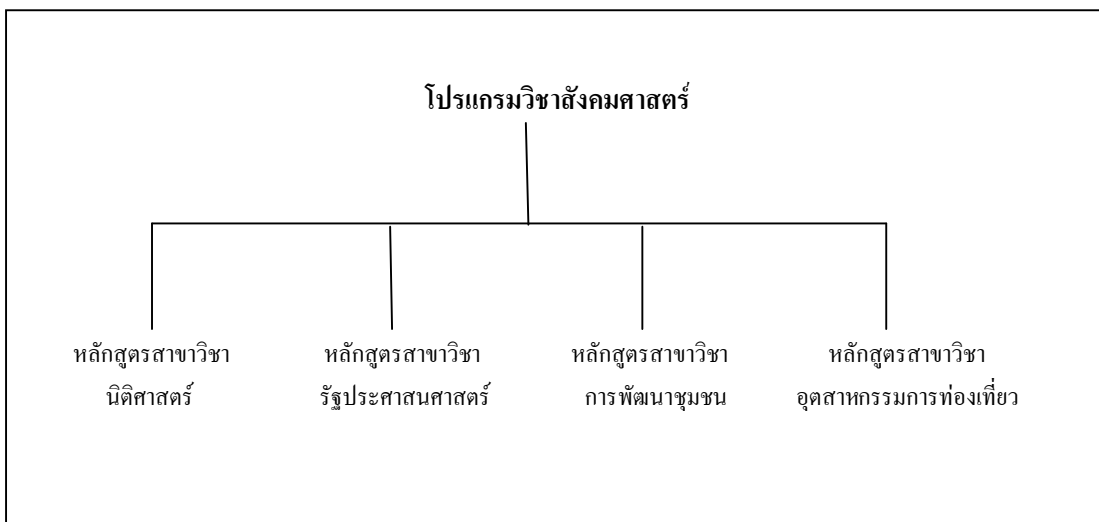 โปรแกรมวิชาสังคมศาสตร์
หลักสูตรสาขาวิชา
นิติศาสตร์
หลักสูตรสาขาวิชา
รัฐประศาสนศาสตร์
หลักสูตรสาขาวิชา
การพัฒนาชุมชน
หลักสูตรสาขาวิชา
อุตสาหกรรมการท่องเที่ยว